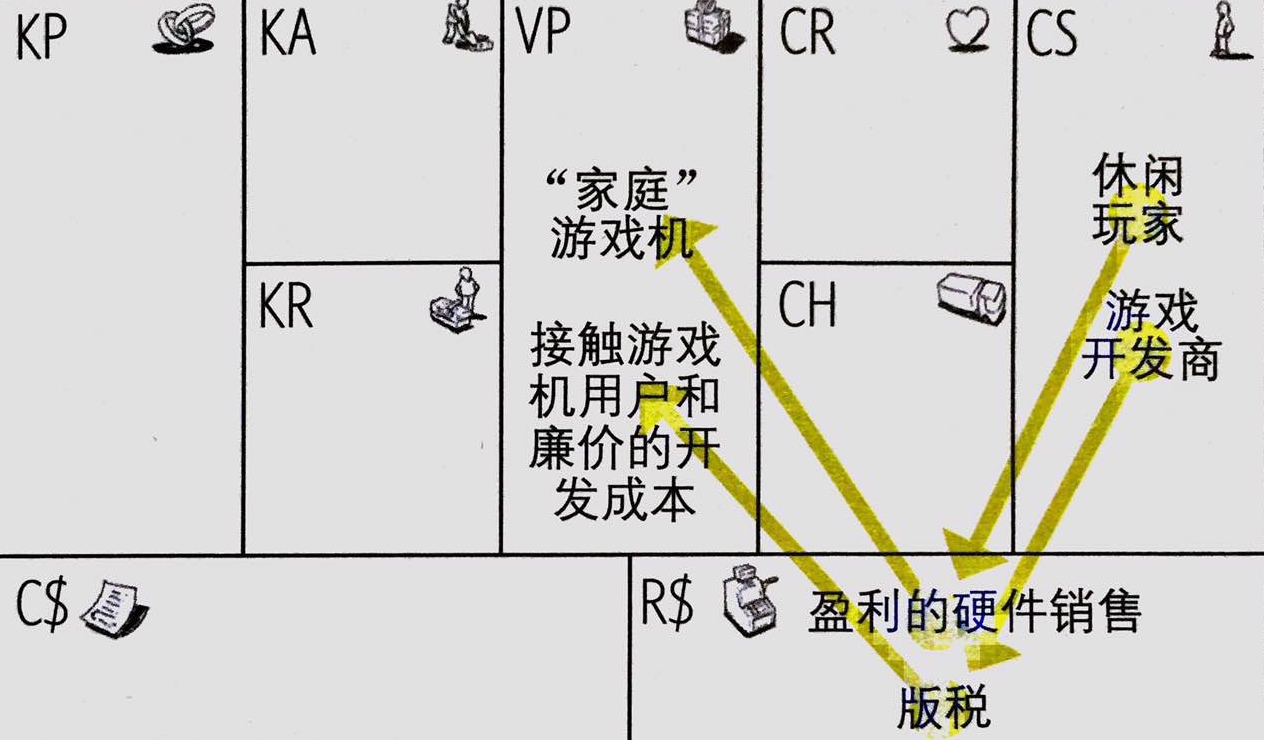 KP
KA
VP
CR
CS
“家庭”
游戏机
休闲
玩家
KR
CH
接触游戏
机用户和
廉价的开
发成本
游戏
开发商
C$
R$
盈利的硬件销售
版税